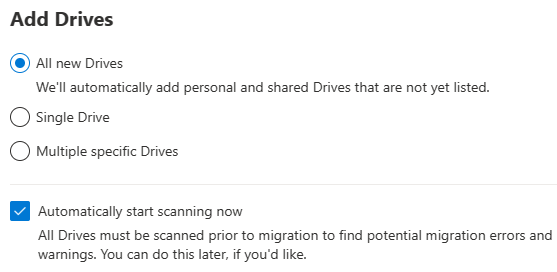 Add Drives
All new Drives
We'll automatically add personal and shared Drives that are not yet listed.
Single Drive
Multiple specific Drives
Automatically start scanning now
All Drives must be scanned prior to migration to find potential migration errors and
warnings. You can do this later, if you'd like.